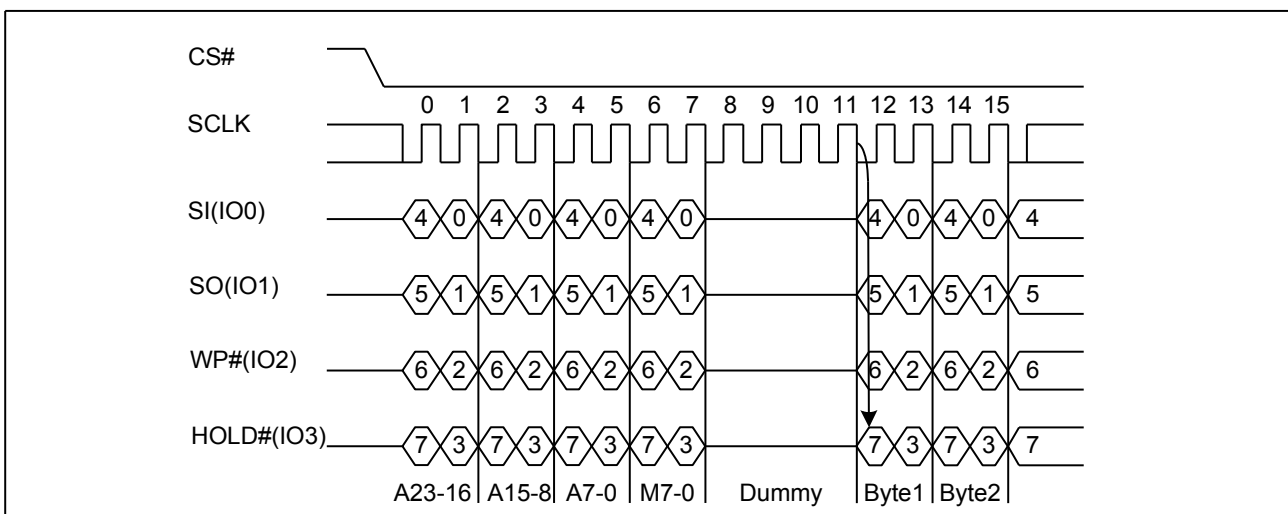 CS#
0 1 2 3 4 5 6 7 8 9 10 11 12 13 14 15
SCLK
SI(IO0) 4 0 4 0 4 0 4 0 4 0 4 0 4
SO(IO1) 5 1 5 1 5 1 5 1 5 1 5 1 5
WP#(IO2) 6 2 6 2 6 2 6 2 6 2 6 2 6
HOLD#(IO3) 7 3 7 3 7 3 7 3 7 3 7 3 7
A23-16 A15-8 A7-0 M7-0 Dummy Byte1 Byte2